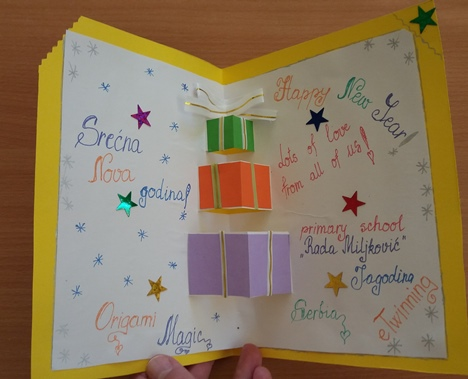 Srećna
Nova
godina!
Origami
Magic
Happy New Year!
dots of love
from all of us!
primary school
"Rada Miljković"
Jagodina
Serbia
eTwinning